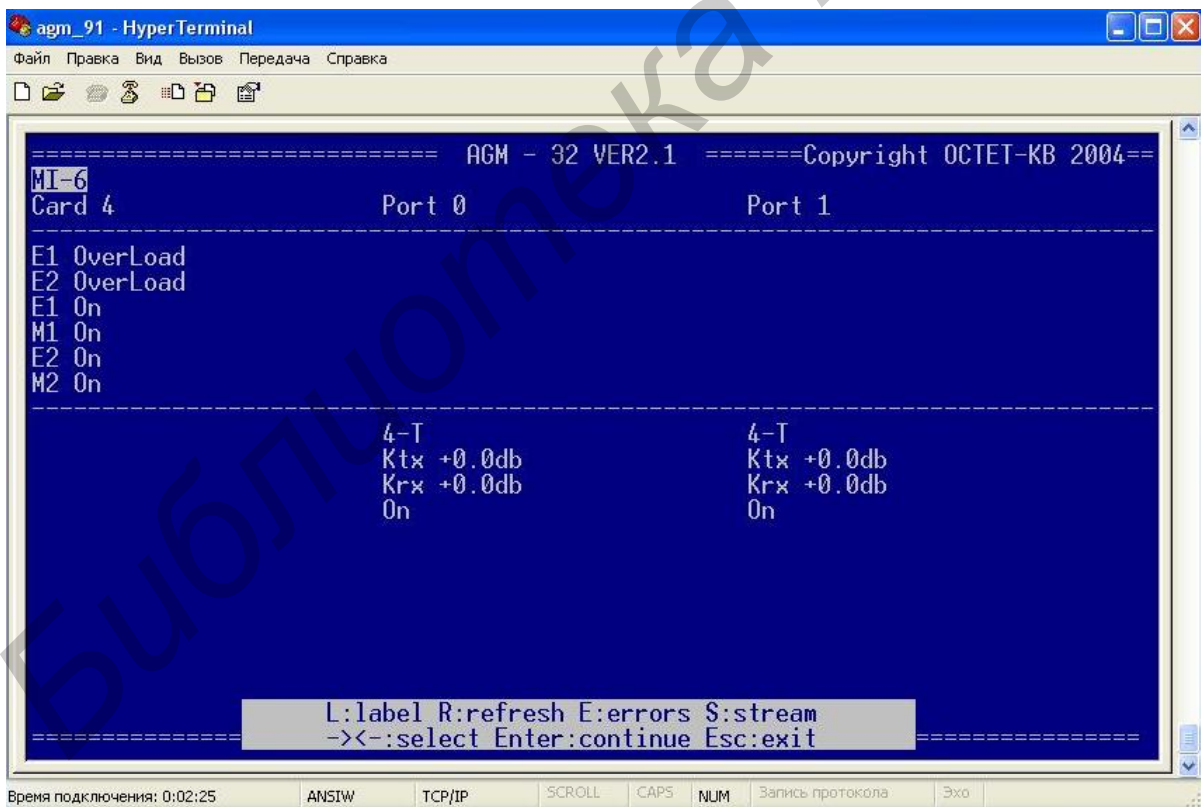 agm_91 - HyperTerminal
Файл Правка Вид Вызов Передача Справка
============================== AGM - 32 VER2.1 =======Copyright OCTET-KB 2004==
MI-6
Card 4 Port 0 Port 1
E1 OverLoad
E2 OverLoad
E1 On
M1 On
E2 On
M2 On
4-T 4-T
Ktx +0.0db Ktx +0.0db
Krx +0.0db Krx +0.0db
On On
L:label R:refresh E:errors S:stream
-><-:select Enter:continue Esc:exit
Время подключения: 0:02:25 ANSIW TCP/IP SCROLL CAPS NUM Запись протокола Эхо
Библиотека